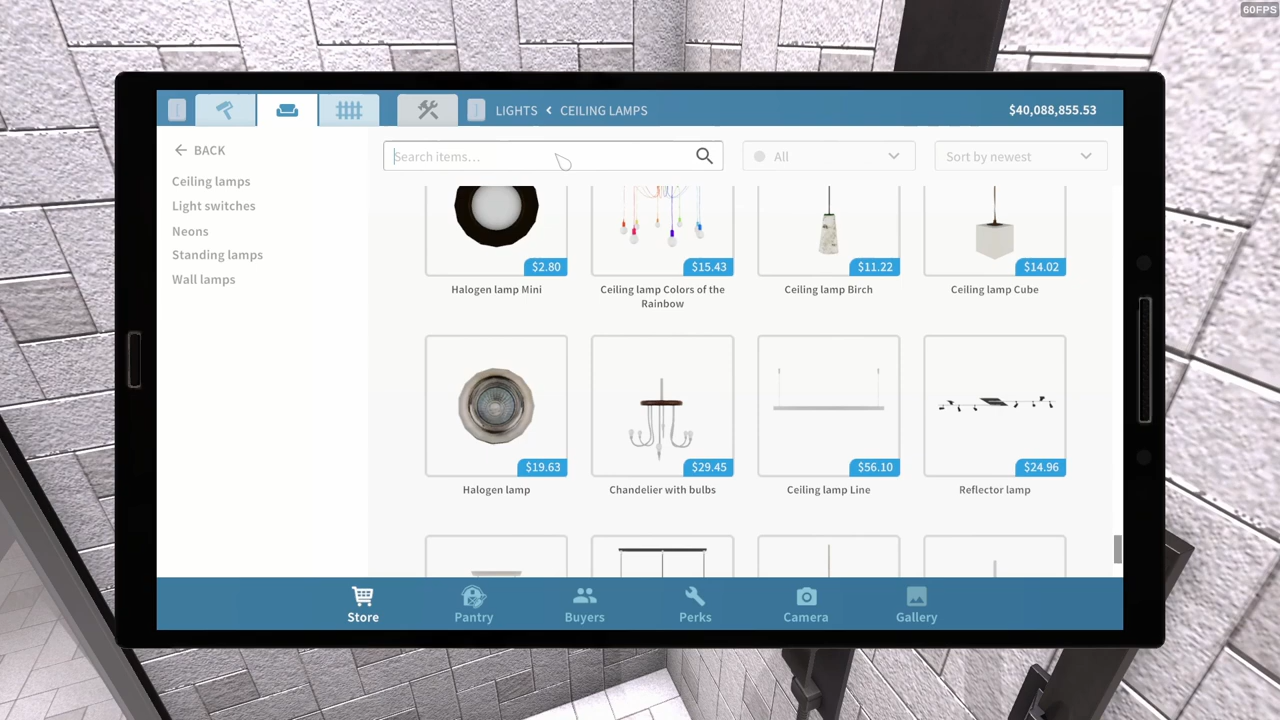 60FPS
LIGHTS < CEILING LAMPS
$40,088,855.53
BACK
Search items...
All
Sort by newest
Ceiling lamps
Light switches
Neons
Standing lamps
Wall lamps
$2.80
$15.43
$11.22
$14.02
Halogen lamp Mini
Ceiling lamp Colors of the
Rainbow
Ceiling lamp Birch
Ceiling lamp Cube
$19.63
$29.45
$56.10
$24.96
Halogen lamp
Chandelier with bulbs
Ceiling lamp Line
Reflector lamp
Store
Pantry
Buyers
Perks
Camera
Gallery